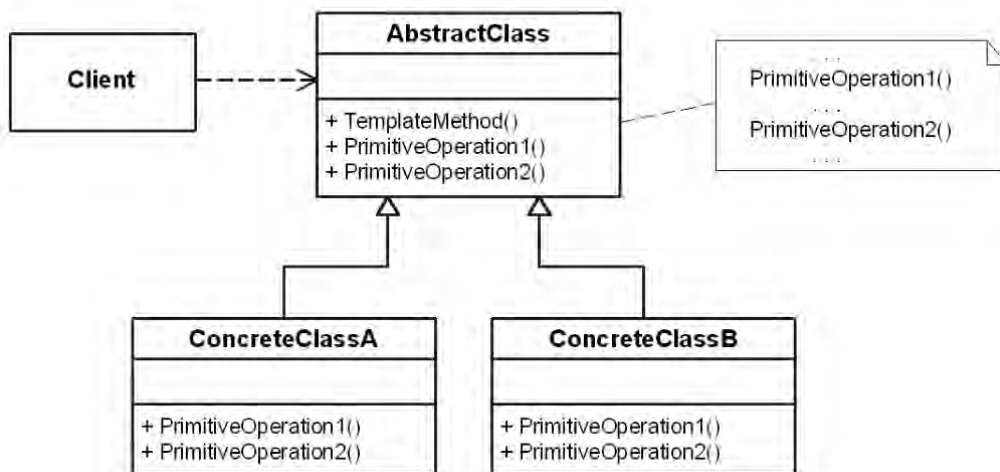 AbstractClass
Client
+ TemplateMethod()
+ PrimitiveOperation1()
+ PrimitiveOperation2()
....
PrimitiveOperation1()
....
PrimitiveOperation2()
....
ConcreteClassA
+ PrimitiveOperation1()
+ PrimitiveOperation2()
ConcreteClassB
+ PrimitiveOperation1()
+ PrimitiveOperation2()